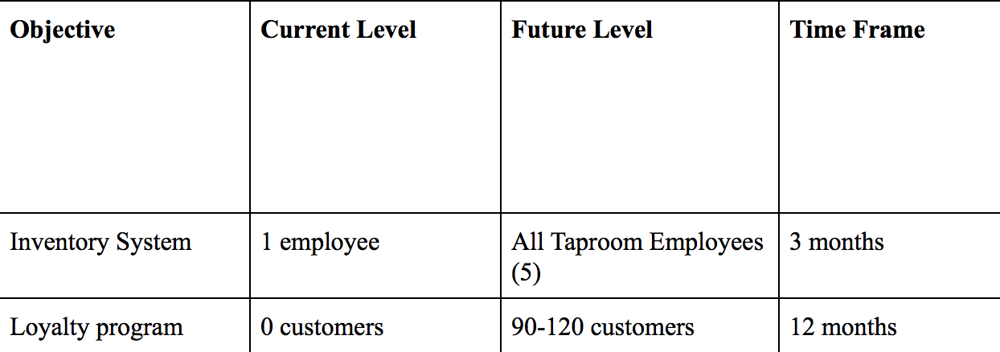 Objective Current Level Future Level Time Frame
Inventory System 1 employee All Taproom Employees 3 months
(5)
Loyalty program 0 customers 90-120 customers 12 months